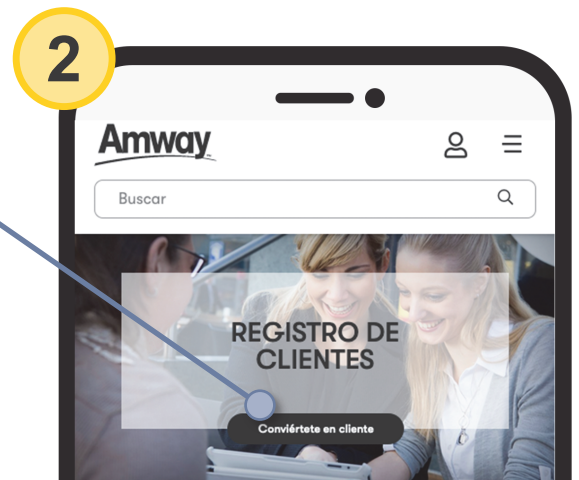 2
Amway
Buscar
REGISTRO DE
CLIENTES
Conviértete en cliente